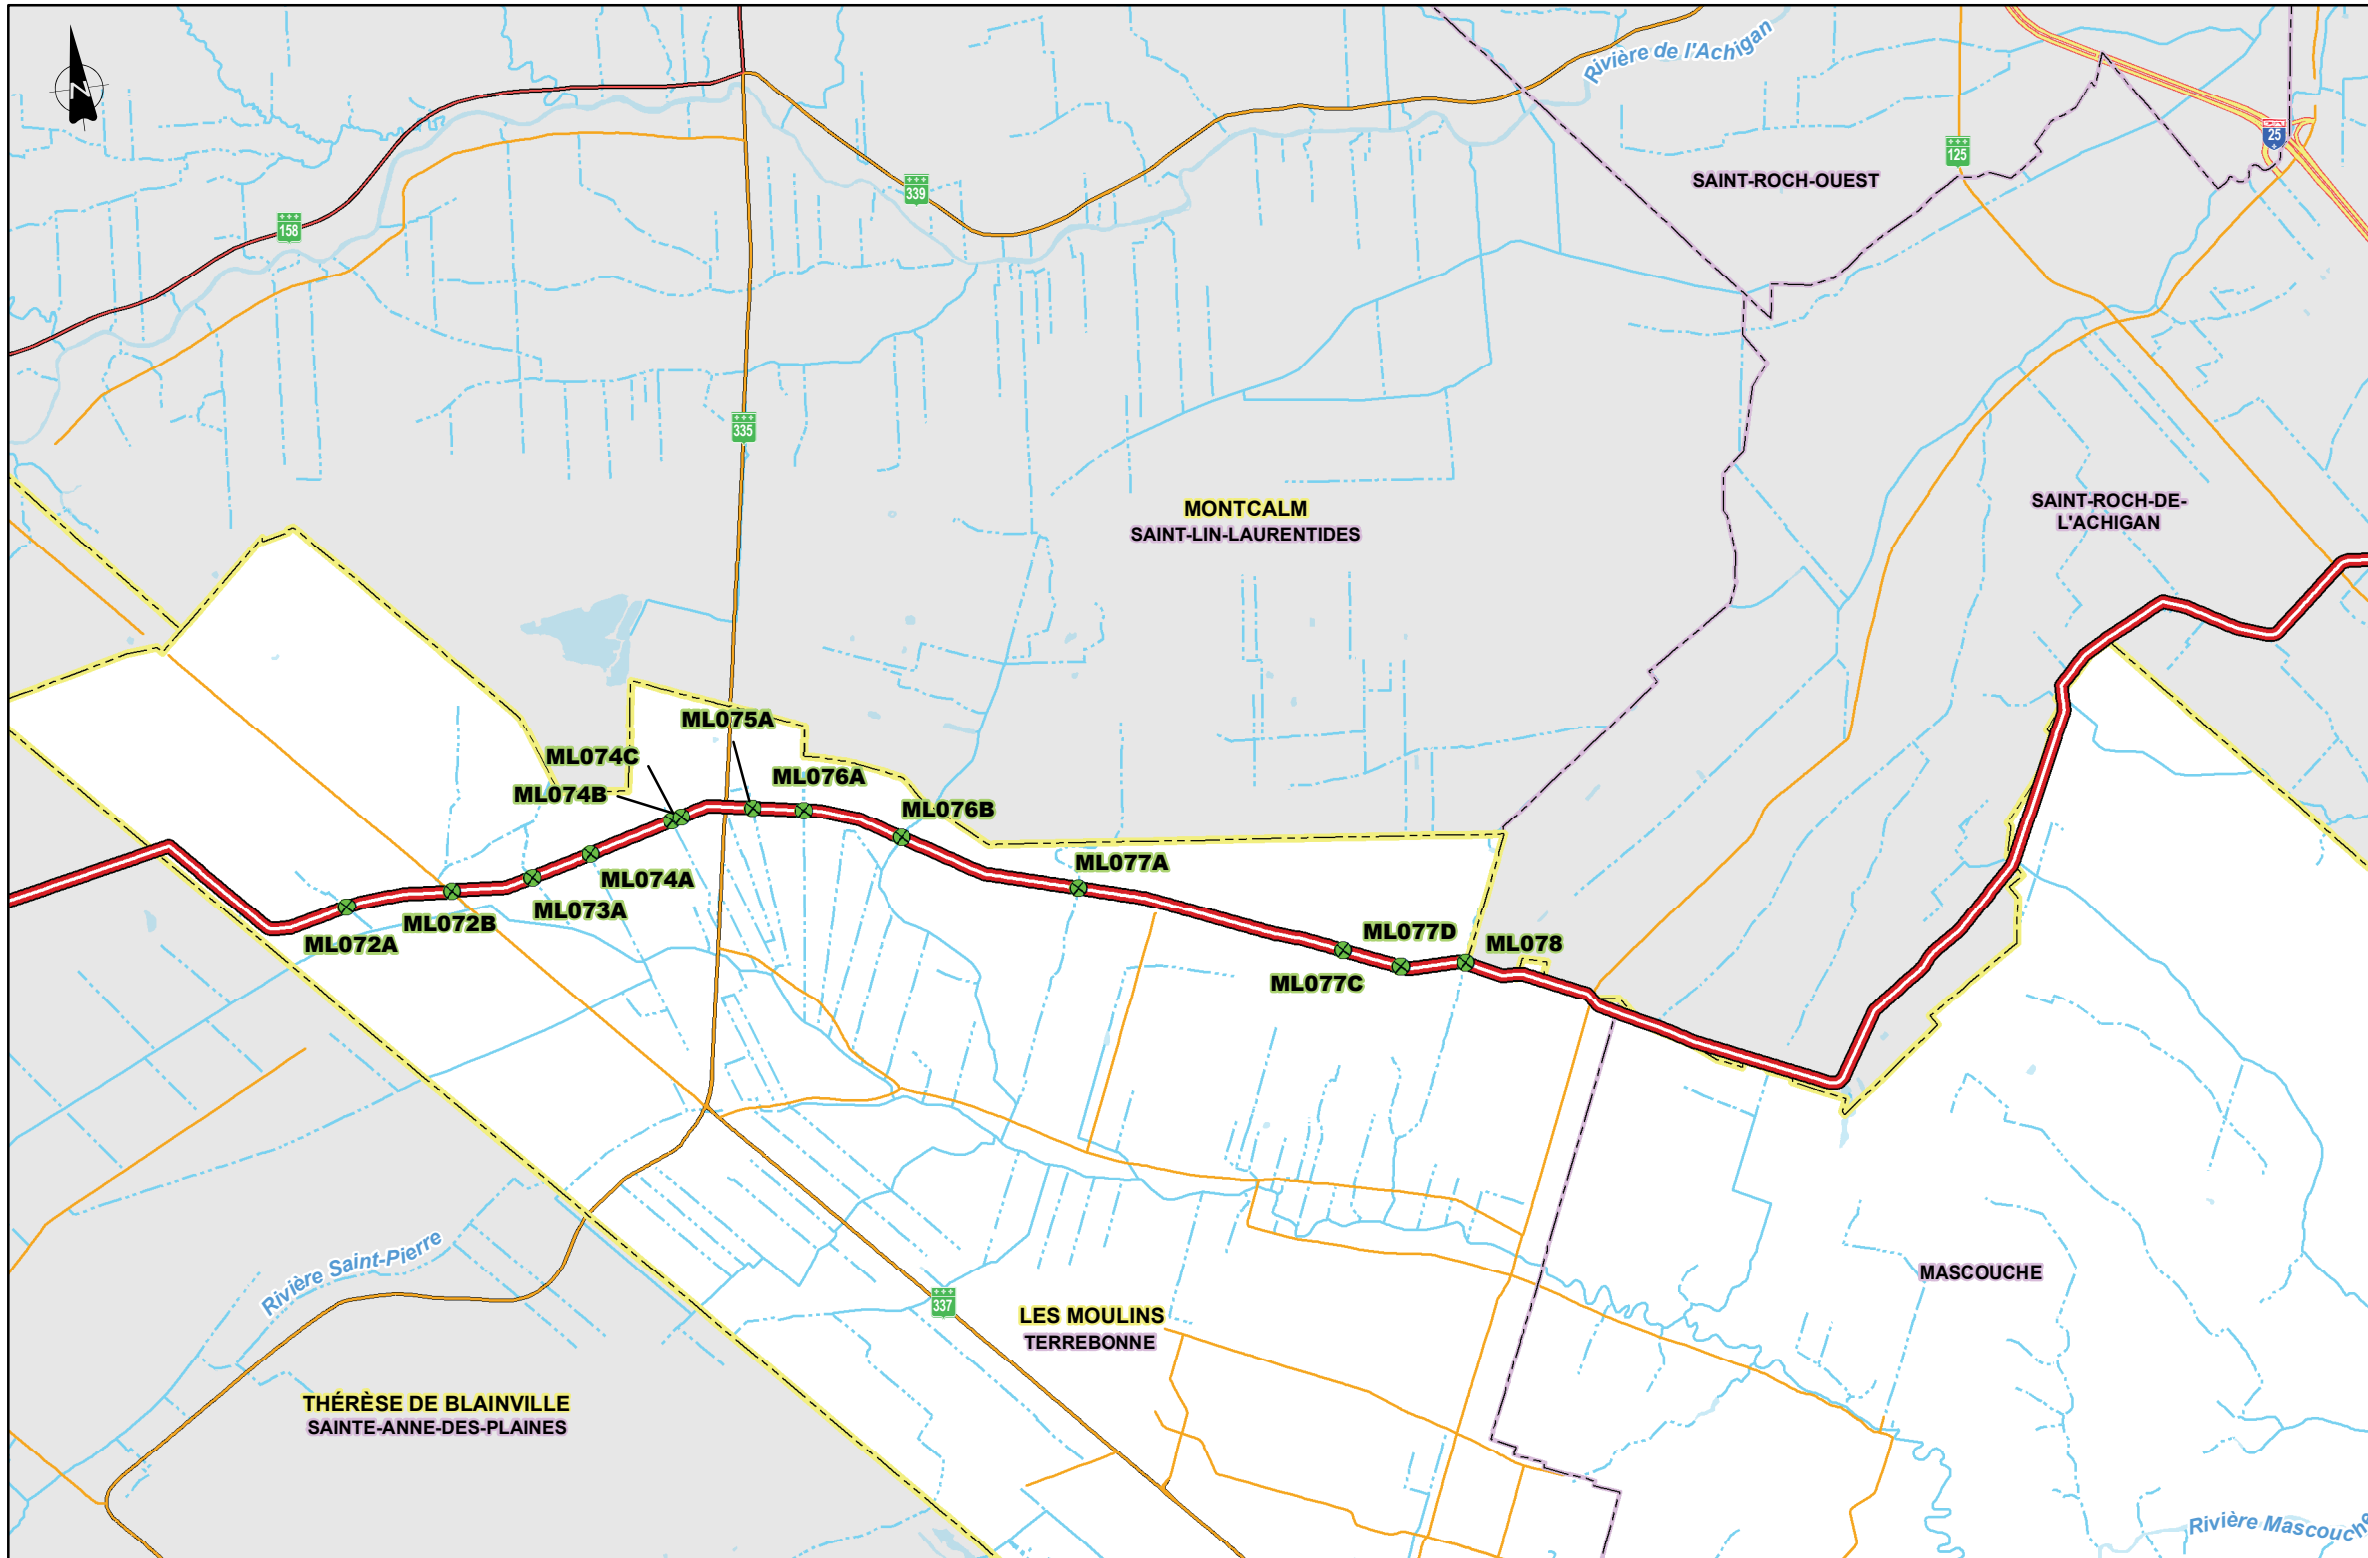 N
Rivière de l'Achigan
25
125
SAINT-ROCH-OUEST
339
158
335
MONTCALM
SAINT-LIN-LAURENTIDES
SAINT-ROCH-DE-
L'ACHIGAN
ML075A
ML074C
ML076A
ML074B
ML076B
ML077A
ML074A
ML073A
ML072B
ML072A
ML077D
ML078
ML077C
Rivière Saint-Pierre
MASCOUCHE
337
LES MOULINS
TERREBONNE
THÉRÈSE DE BLAINVILLE
SAINTE-ANNE-DES-PLAINES
Rivière Mascouche